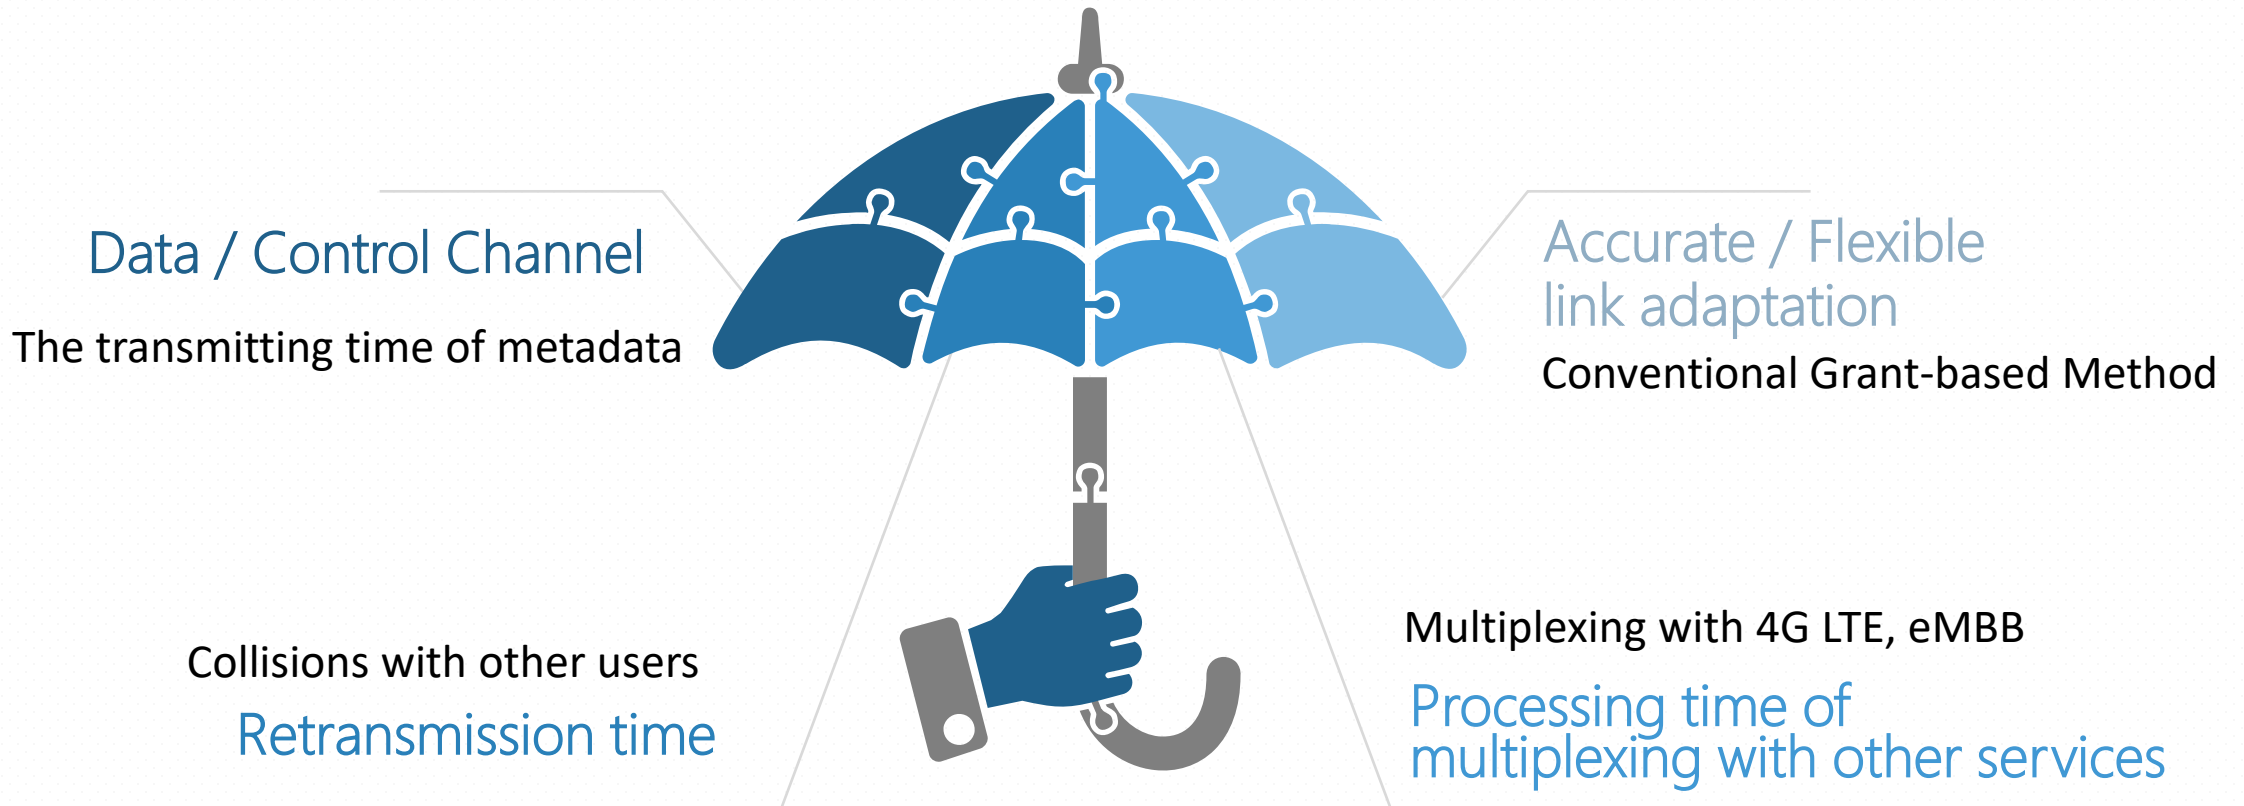 Data / Control Channel
The transmitting time of metadata
Accurate / Flexible
link adaptation
Conventional Grant-based Method
Collisions with other users
Retransmission time
Multiplexing with 4G LTE, eMBB
Processing time of
multiplexing with other services